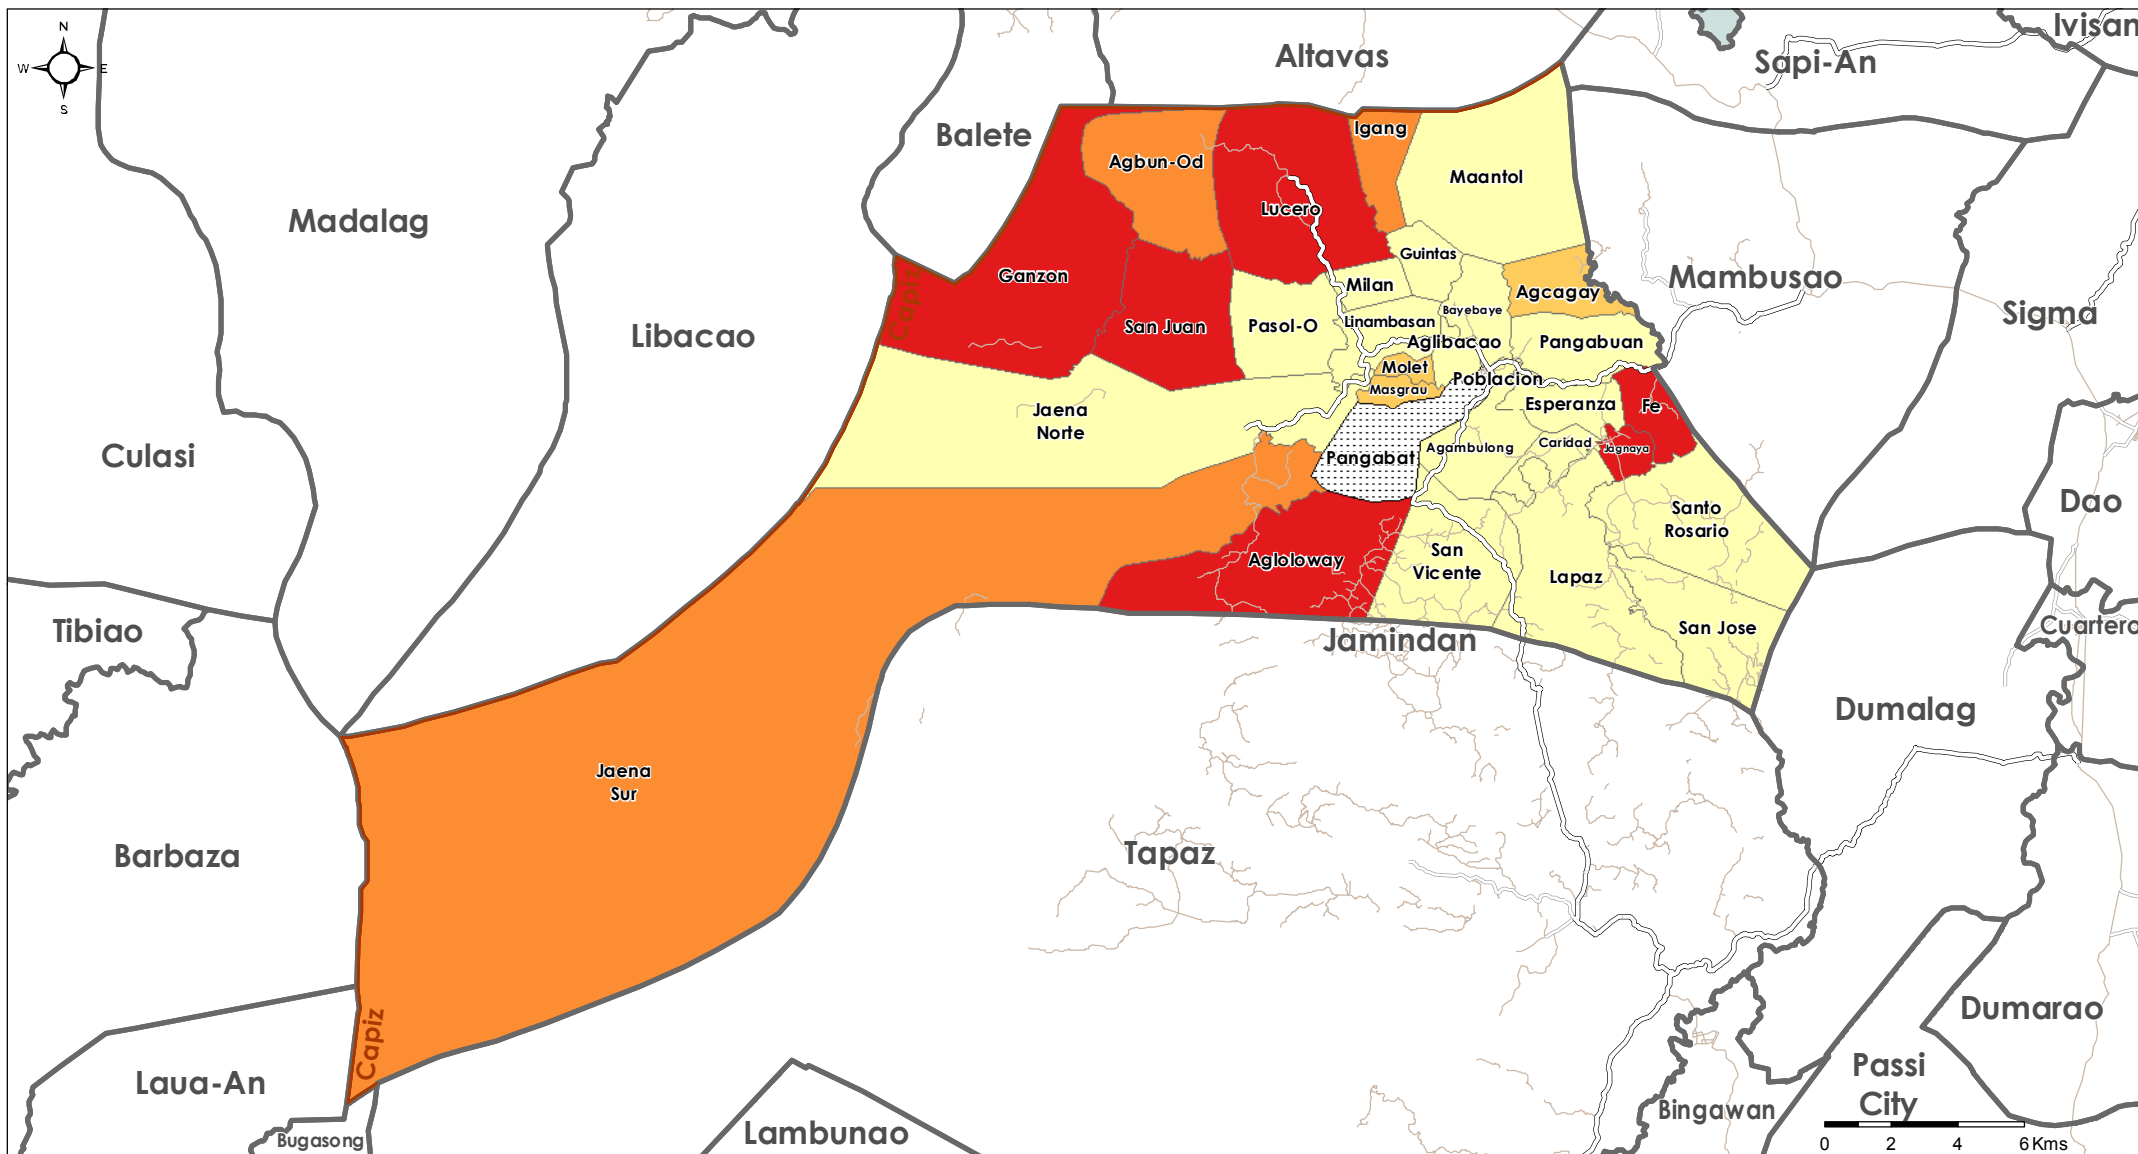 N
W
E
S
Ivisan
Altavas
Sapi-An
Balete
Igang
Agbun-Od
Maantol
Madalag
Lucero
Guintas
Ganzon
Mambusao
Milan
Agcagay
Capiz
Bayebaye
Sigma
San Juan
Pasol-O
Linambasan
Libacao
Aglibacao
Pangabuan
Molet
Poblacion
Masgrau
Esperanza
Fe
Jaena
Norte
Caridad
Agambulong
Jagnaya
Culasi
Pangabat
Dao
Santo
Rosario
San
Vicente
Agloloway
Lapaz
Tibiao
San Jose
Cuartero
Jamindan
Dumalag
Jaena
Sur
Barbaza
Tapaz
Dumarao
Capiz
Passi
City
Laua-An
Bingawan
Lambunao
Bugasong
0 2 4 6 Kms